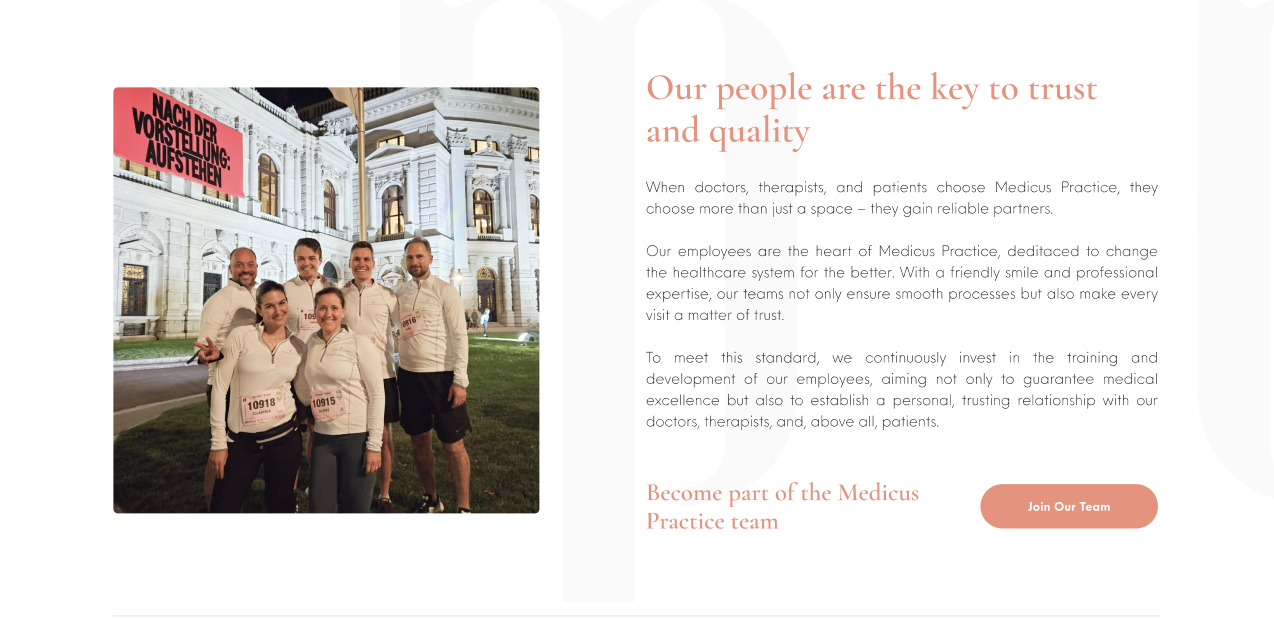 NACH DER
VORSTELLUNG:
AUFSTEHEN
10918
10915
Our people are the key to trust
and quality
When doctors, therapists, and patients choose Medicus Practice, they
choose more than just a space – they gain reliable partners.
Our employees are the heart of Medicus Practice, deditaced to change
the healthcare system for the better. With a friendly smile and professional
expertise, our teams not only ensure smooth processes but also make every
visit a matter of trust.
To meet this standard, we continuously invest in the training and
development of our employees, aiming not only to guarantee medical
excellence but also to establish a personal, trusting relationship with our
doctors, therapists, and, above all, patients.
Become part of the Medicus
Practice team
Join Our Team